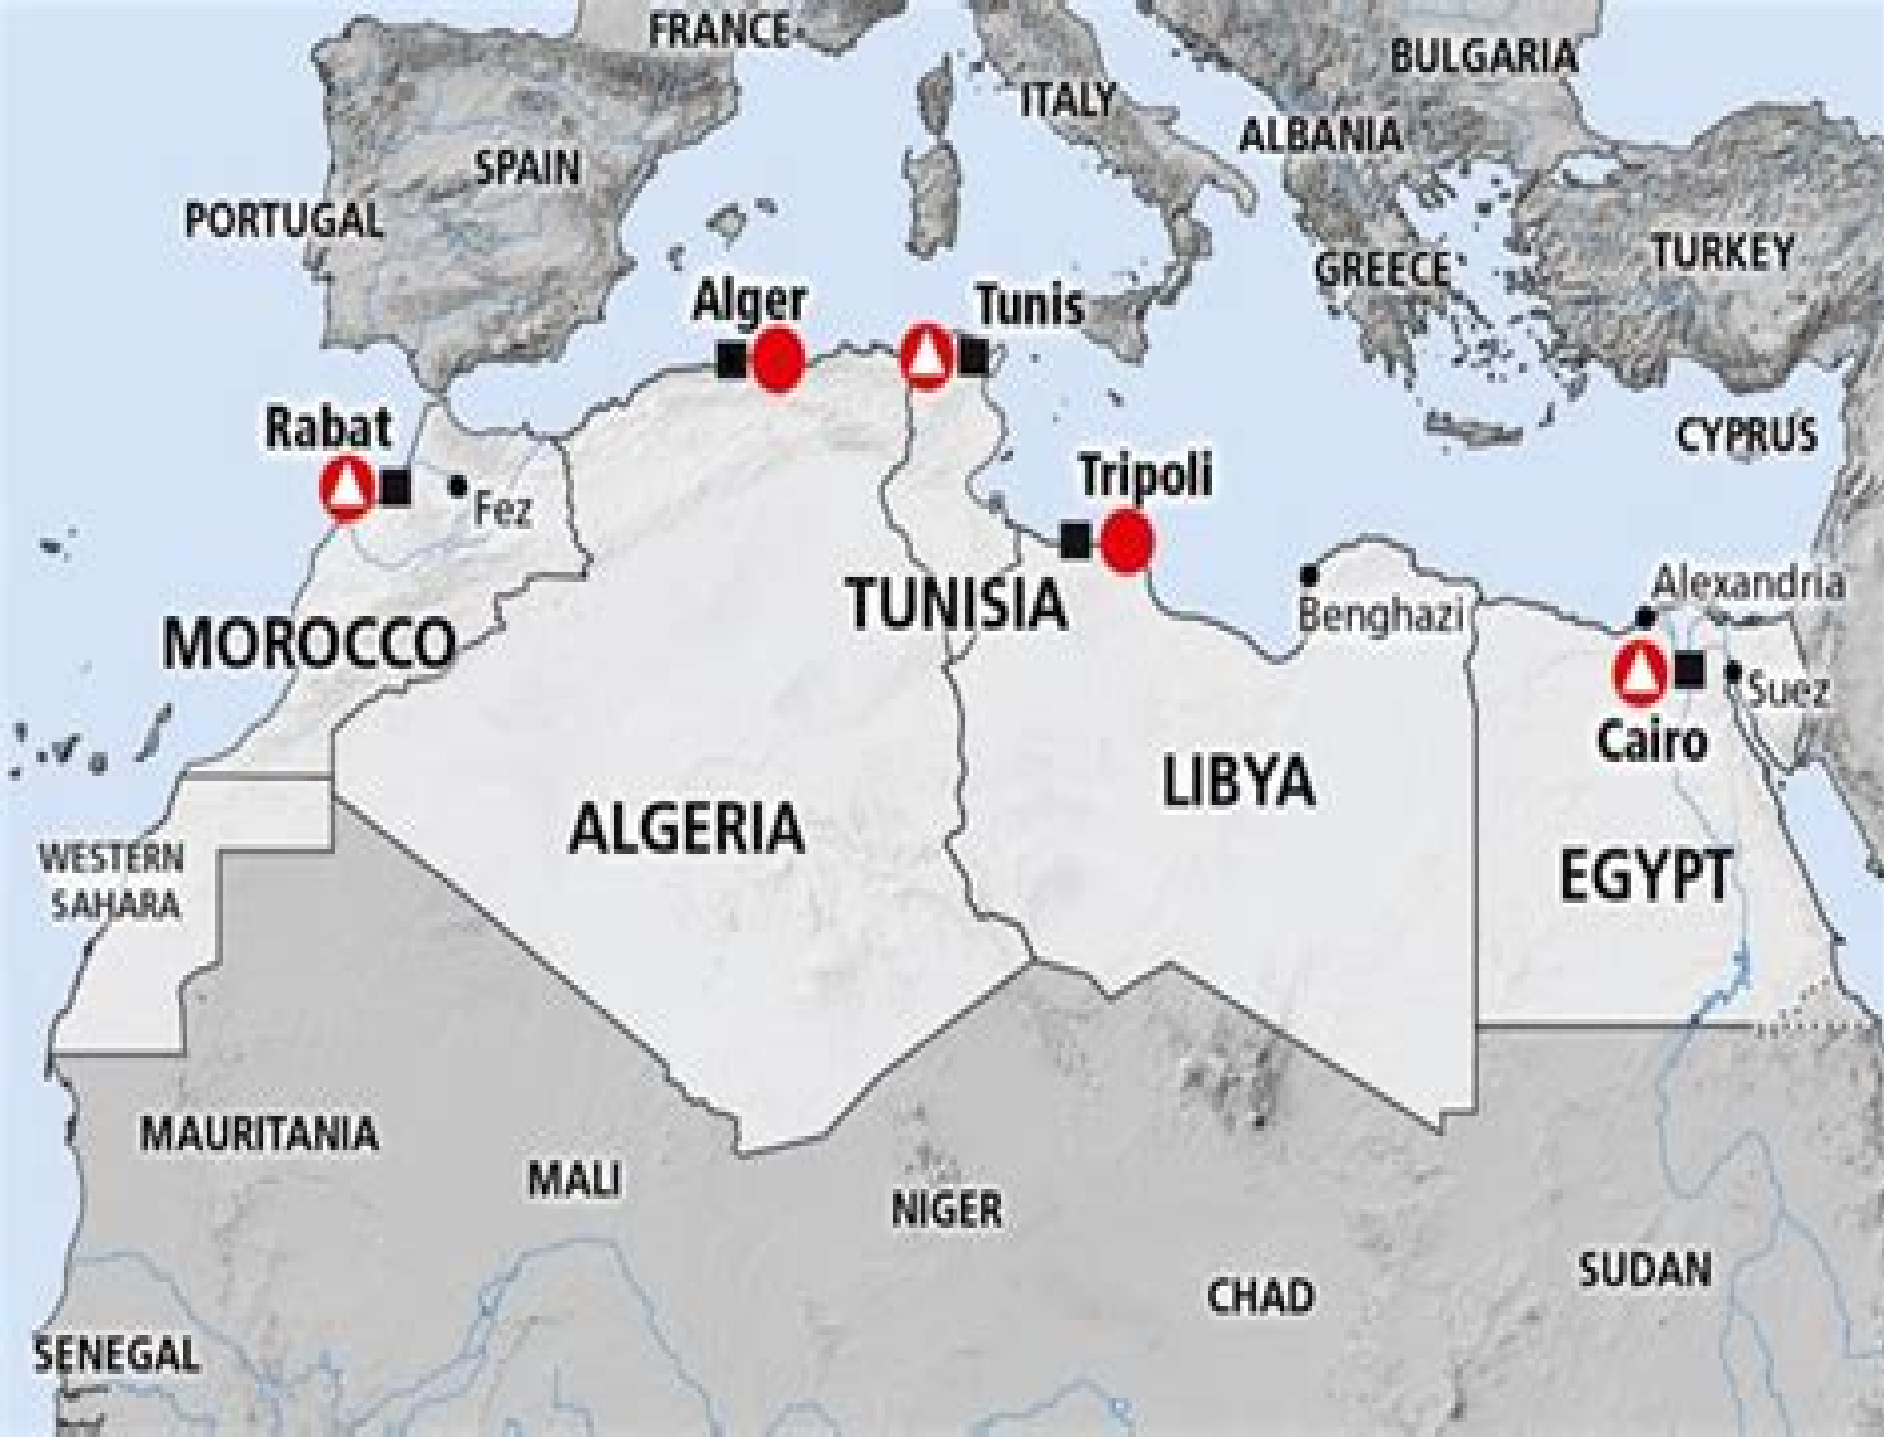 FRANCE
BULGARIA
ITALY
ALBANIA
SPAIN
PORTUGAL
TURKEY
GREECE
Alger
Tunis
Rabat
CYPRUS
Tripoli
Fez
Alexandria
TUNISIA
Benghazi
MOROCCO
Suez
Cairo
LIBYA
ALGERIA
WESTERN
SAHARA
EGYPT
MAURITANIA
MALI
NIGER
SUDAN
CHAD
SENEGAL